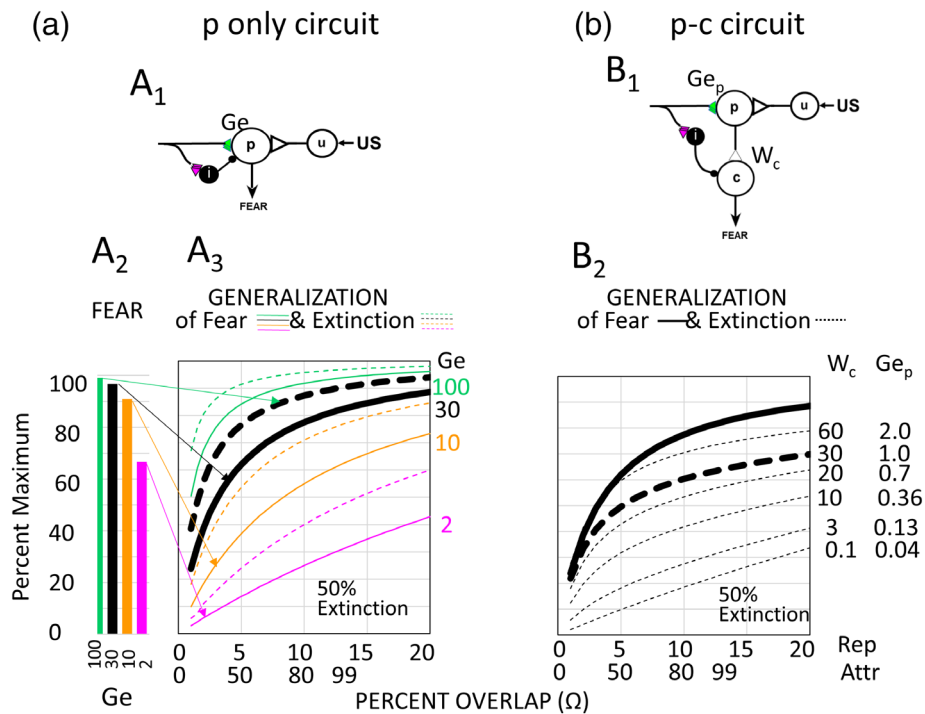 (a) p only circuit
A1
Ge
p
u
US
i
FEAR
A2
FEAR
A3
GENERALIZATION
of Fear & Extinction
Percent Maximum
100
80
60
40
20
0
100
30
10
2
Ge
Ge
100
30
10
2
50%
Extinction
0 5 10 15 20
0 50 80 99
(b) p-c circuit
B1
Gep
p
u
US
i
Wc
c
FEAR
B2
GENERALIZATION
of Fear & Extinction
Wc Gep
60 2.0
30 1.0
20 0.7
10 0.36
3 0.13
0.1 0.04
50%
Extinction
0 5 10 15 20 Rep
0 50 80 99 Attr
PERCENT OVERLAP (Ω)